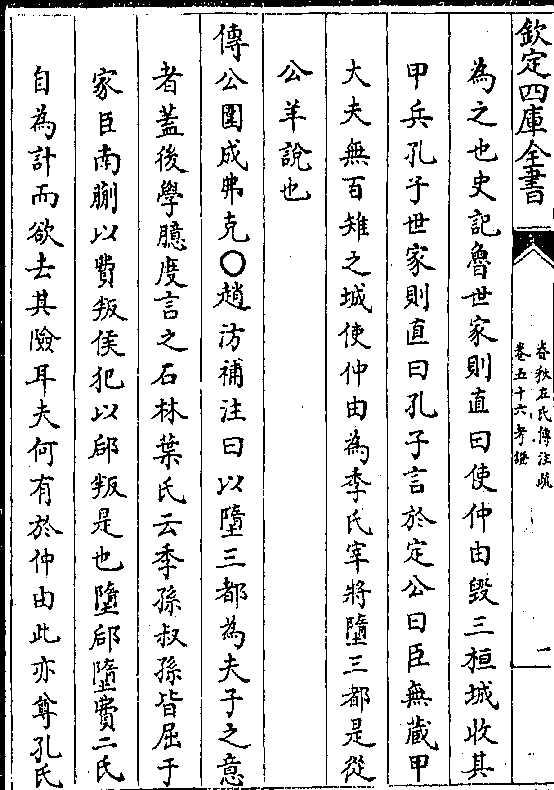 欽定四庫全書
春秋左氏傳注疏
卷五十六考證
一
為之也史記魯世家則直曰使仲由毀三桓城收其
甲兵孔子世家則直曰孔子言於定公曰臣無藏甲
大夫無百雉之城使仲由為季氏宰將墮三都是從
公羊說也
傳公圍成弗克〇趙汸補注曰以墮三都為夫子之意
者蓋後學臆度言之石林葉氏云季孫叔孫皆屈于
家臣南蒯以費叛侯犯以郈叛是也墮郈墮費二氏
自為計而欲去其險耳夫何有於仲由此亦尊孔氏